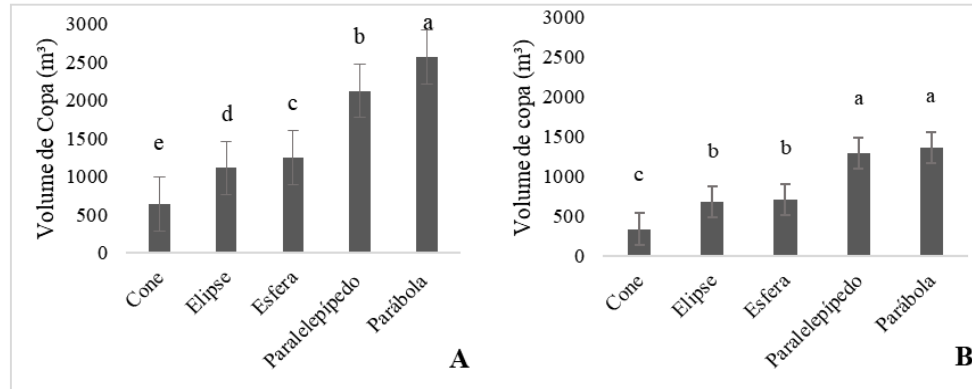 Volume de Copa (m³)
3000
2500
2000
1500
1000
500
0
e
d
c
b
a
Cone
Elipse
Esfera
Paralelepípedo
Parábola
A
Volume de copa (m³)
3000
2500
2000
1500
1000
500
0
c
b
b
a
a
Cone
Elipse
Esfera
Paralelepípedo
Parábola
B